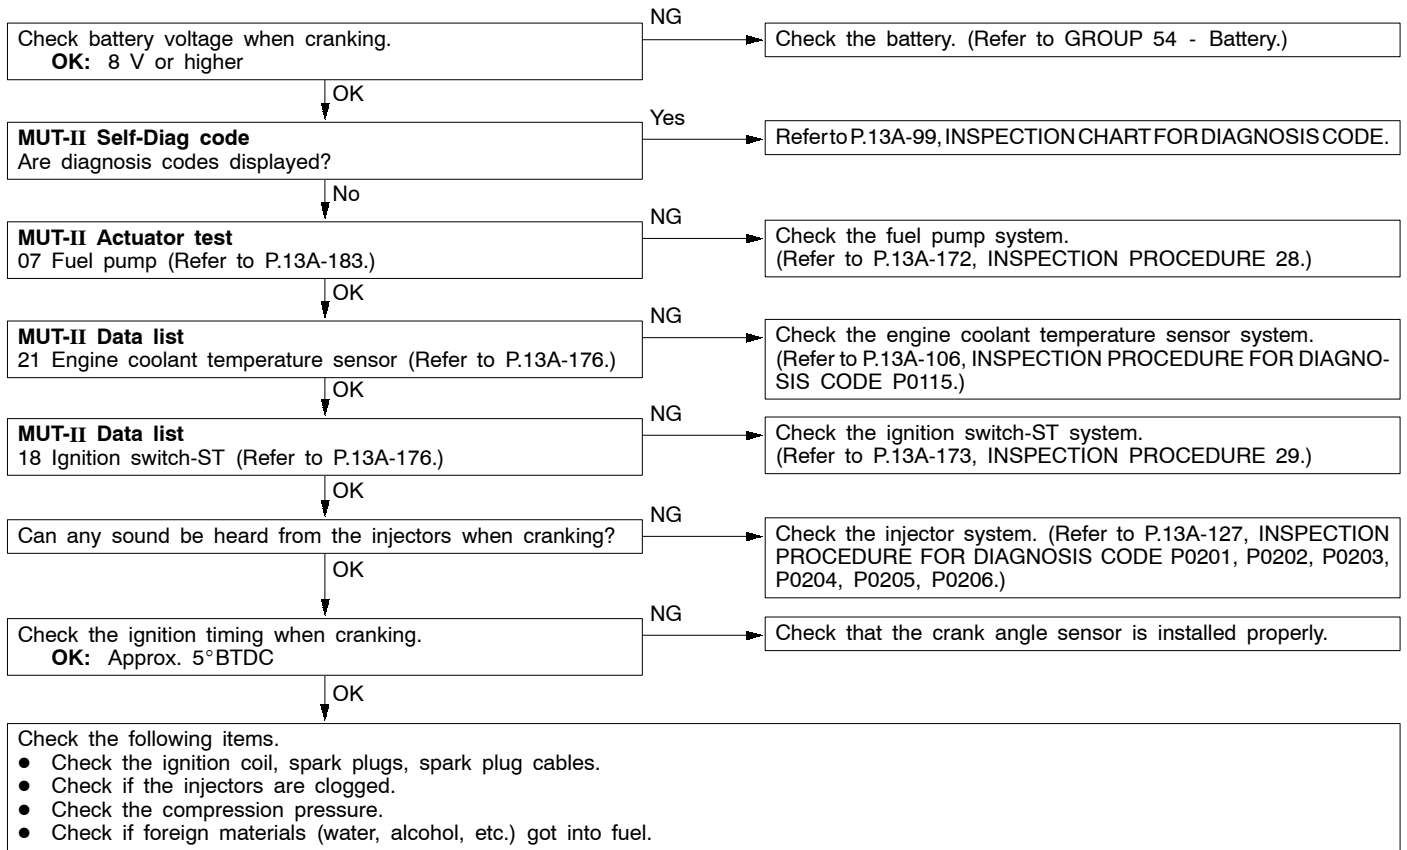 Check battery voltage when cranking.
OK: 8 V or higher
NG
Check the battery. (Refer to GROUP 54 - Battery.)
OK
MUT-II Self-Diag code
Are diagnosis codes displayed?
Yes
Refer to P.13A-99, INSPECTION CHART FOR DIAGNOSIS CODE.
No
MUT-II Actuator test
07 Fuel pump (Refer to P.13A-183.)
NG
Check the fuel pump system.
(Refer to P.13A-172, INSPECTION PROCEDURE 28.)
OK
MUT-II Data list
21 Engine coolant temperature sensor (Refer to P.13A-176.)
NG
Check the engine coolant temperature sensor system.
(Refer to P.13A-106, INSPECTION PROCEDURE FOR DIAGNO-
SIS CODE P0115.)
OK
MUT-II Data list
18 Ignition switch-ST (Refer to P.13A-176.)
NG
Check the ignition switch-ST system.
(Refer to P.13A-173, INSPECTION PROCEDURE 29.)
OK
Can any sound be heard from the injectors when cranking?
NG
Check the injector system. (Refer to P.13A-127, INSPECTION
PROCEDURE FOR DIAGNOSIS CODE P0201, P0202, P0203,
P0204, P0205, P0206.)
OK
Check the ignition timing when cranking.
OK: Approx. 5°BTDC
NG
Check that the crank angle sensor is installed properly.
OK
Check the following items.
● Check the ignition coil, spark plugs, spark plug cables.
● Check if the injectors are clogged.
● Check the compression pressure.
● Check if foreign materials (water, alcohol, etc.) got into fuel.